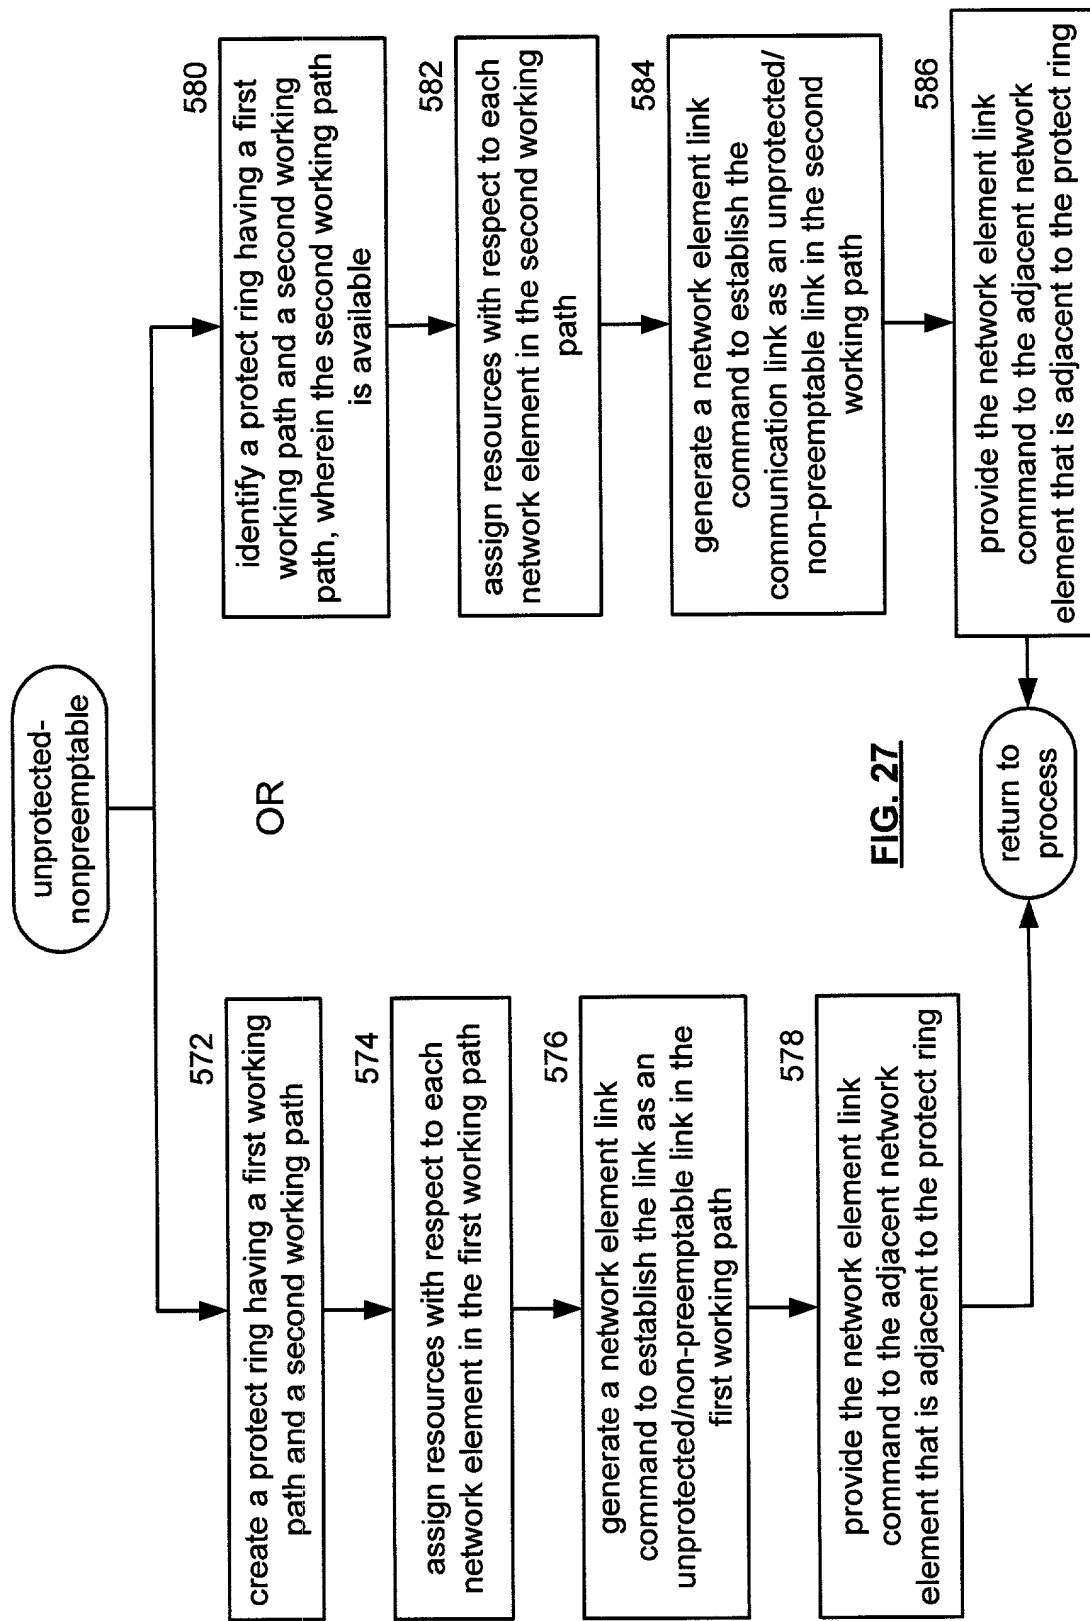 unprotected-
nonpreemptable
OR
572
create a protect ring having a first working
path and a second working path
574
assign resources with respect to each
network element in the first working path
576
generate a network element link
command to establish the link as an
unprotected/non-preemptable link in the
first working path
578
provide the network element link
command to the adjacent network
element that is adjacent to the protect ring
580
identify a protect ring having a first
working path and a second working
path, wherein the second working path
is available
582
assign resources with respect to each
network element in the second working
path
584
generate a network element link
command to establish the
communication link as an unprotected/
non-preemptable link in the second
working path
586
provide the network element link
command to the adjacent network
element that is adjacent to the protect ring
return to
process
FIG. 27